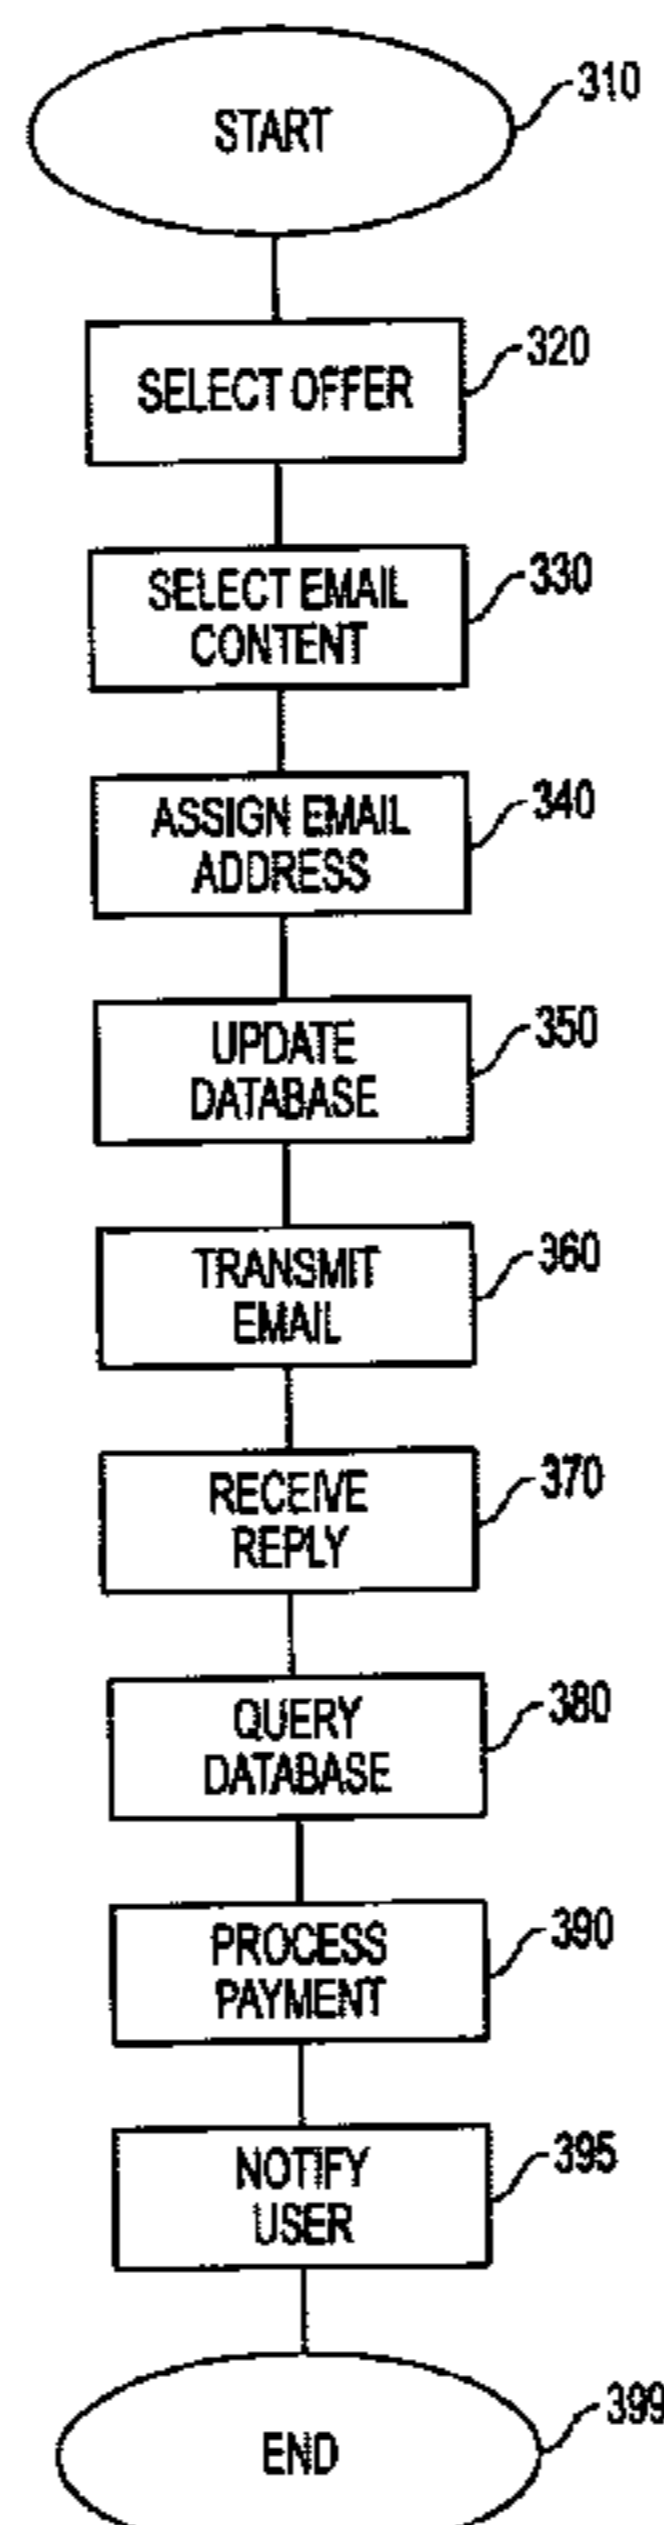 START
310
SELECT OFFER
320
SELECT EMAIL
CONTENT
330
ASSIGN EMAIL
ADDRESS
340
UPDATE
DATABASE
350
TRANSMIT
EMAIL
360
RECEIVE
REPLY
370
QUERY
DATABASE
380
PROCESS
PAYMENT
390
NOTIFY
USER
395
END
399